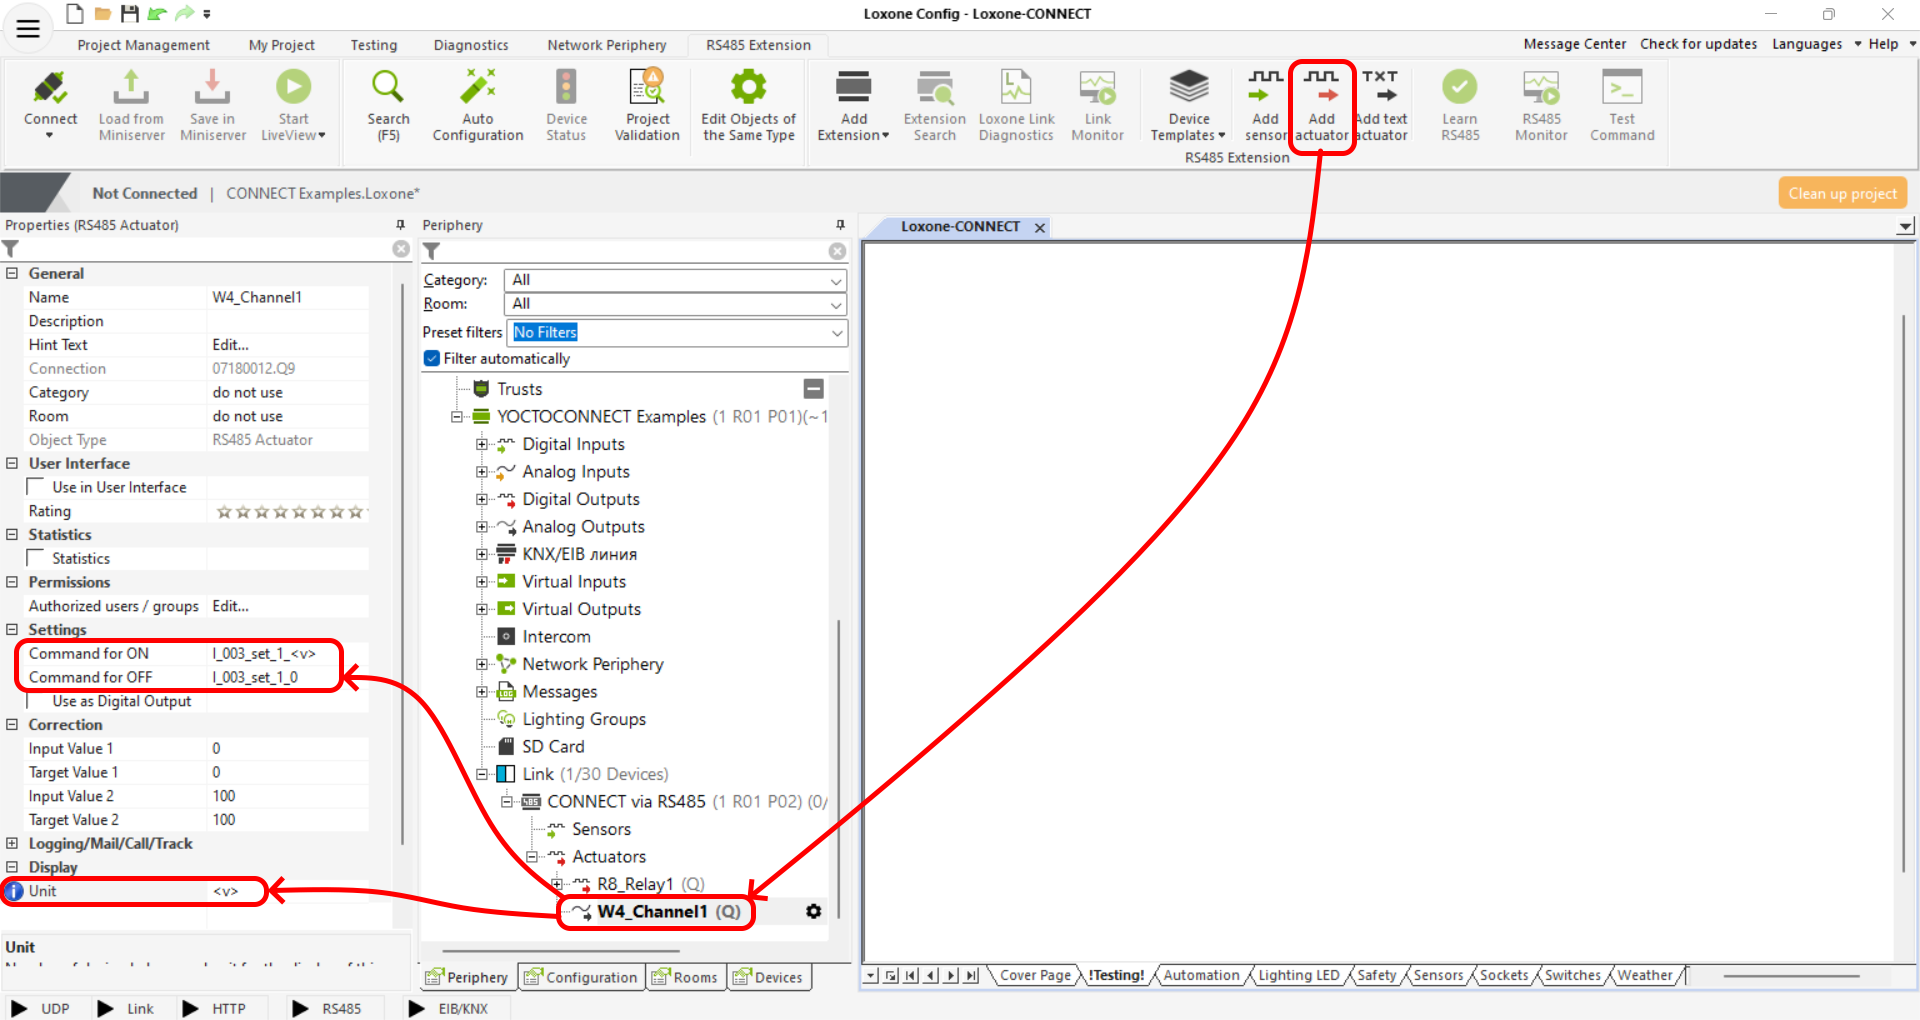 Loxone Config - Loxone-CONNECT
Project Management
My Project
Testing
Diagnostics
Network Periphery
RS485 Extension
Message Center
Check for updates
Languages
Help
Connect
Load from Miniserver
Save in Miniserver
Start LiveView
Search (F5)
Auto Configuration
Device Status
Project Validation
Edit Objects of the Same Type
Add Extension
Extension Search
Loxone Link Diagnostics
Link Monitor
Device Templates
Add sensor
Add actuator
Add text actuator
Learn RS485
RS485 Monitor
Test Command
RS485 Extension
Not Connected | CONNECT Examples.Loxone*
Clean up project
Properties (RS485 Actuator)
General
Name W4_Channel1
Description
Hint Text Edit...
Connection 07180012.Q9
Category do not use
Room do not use
Object Type RS485 Actuator
User Interface
Use in User Interface
Rating
Statistics
Statistics
Permissions
Authorized users / groups Edit...
Settings
Command for ON l_003_set_1_<v>
Command for OFF l_003_set_1_0
Use as Digital Output
Correction
Input Value 1 0
Target Value 1 0
Input Value 2 100
Target Value 2 100
Logging/Mail/Call/Track
Display
Unit <v>
Unit
Periphery
Category: All
Room: All
Preset filters No Filters
Filter automatically
Trusts
YOCTOCONNECT Examples (1 R01 P01)(~1
Digital Inputs
Analog Inputs
Digital Outputs
Analog Outputs
KNX/EIB линия
Virtual Inputs
Virtual Outputs
Intercom
Network Periphery
Messages
Lighting Groups
SD Card
Link (1/30 Devices)
CONNECT via RS485 (1 R01 P02) (0/
Sensors
Actuators
R8_Relay1 (Q)
W4_Channel1 (Q)
Periphery
Configuration
Rooms
Devices
Loxone-CONNECT
Cover Page
!Testing!
Automation
Lighting LED
Safety
Sensors
Sockets
Switches
Weather
UDP
Link
HTTP
RS485
EIB/KNX